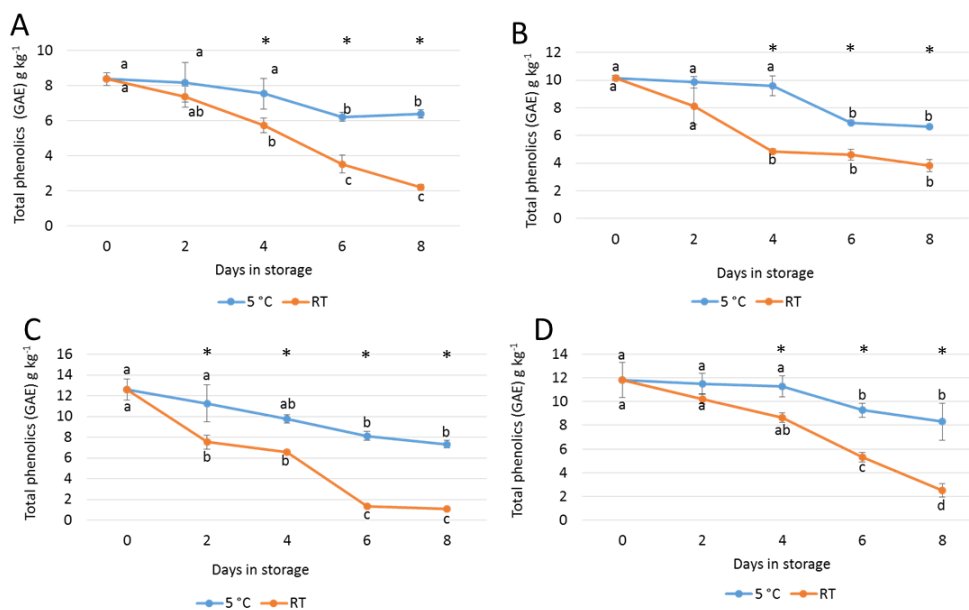 A
* * *
Total phenolics (GAE) g kg⁻¹
10
8
6
4
2
0
a a a b b
a ab b c c
0 2 4 6 8
Days in storage
5 °C RT
B
* * *
Total phenolics (GAE) g kg⁻¹
12
10
8
6
4
2
0
a a a b b
a a b b b
0 2 4 6 8
Days in storage
5 °C RT
C
* * * *
Total phenolics (GAE) g kg⁻¹
16
14
12
10
8
6
4
2
0
a a ab b b
a b b c c
0 2 4 6 8
Days in storage
5 °C RT
D
* * *
Total phenolics (GAE) g kg⁻¹
14
12
10
8
6
4
2
0
a a a b b
a a ab c d
0 2 4 6 8
Days in storage
5 °C RT